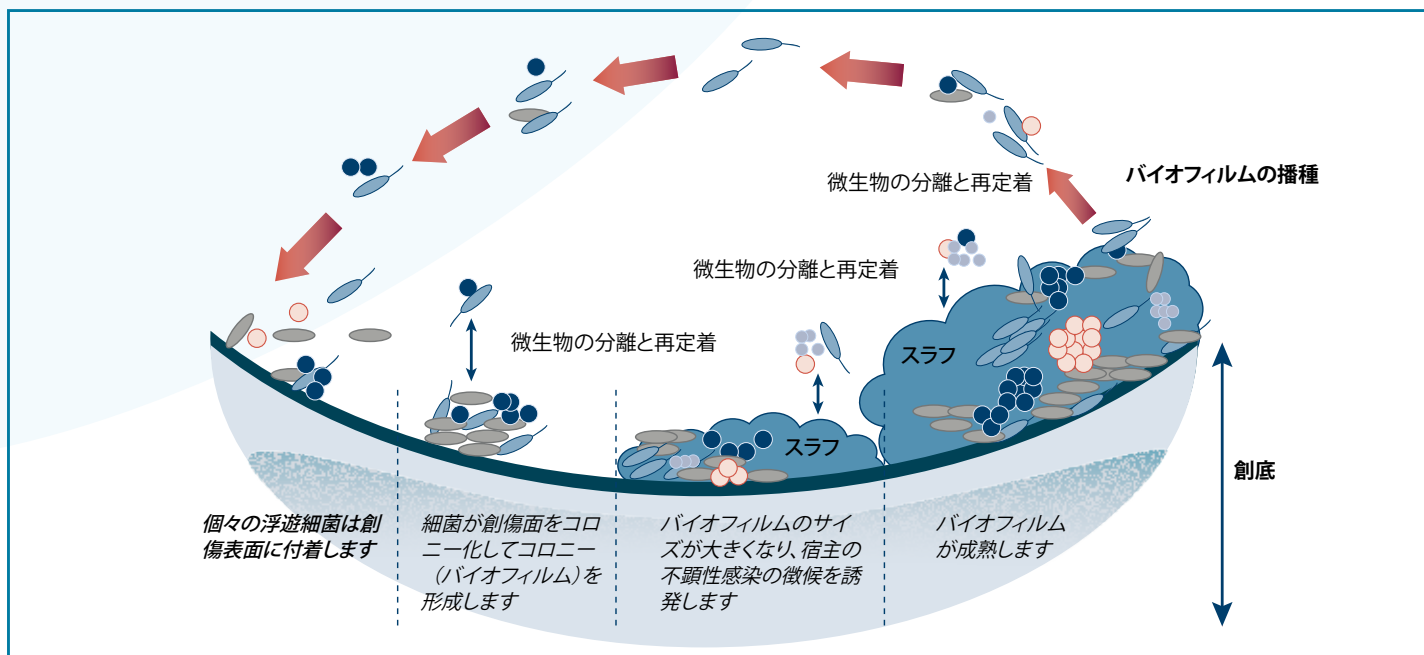 バイオフィルムの播種
微生物の分離と再定着
微生物の分離と再定着
微生物の分離と再定着
スラフ
スラフ
創底
個々の浮遊細菌は創
傷表面に付着します
細菌が創傷面をコロ
ニー化してコロニー
(バイオフィルム)を
形成します
バイオフィルムのサイ
ズが大きくなり、宿主の
不顕性感染の徴候を誘
発します
バイオフィルム
が成熟します